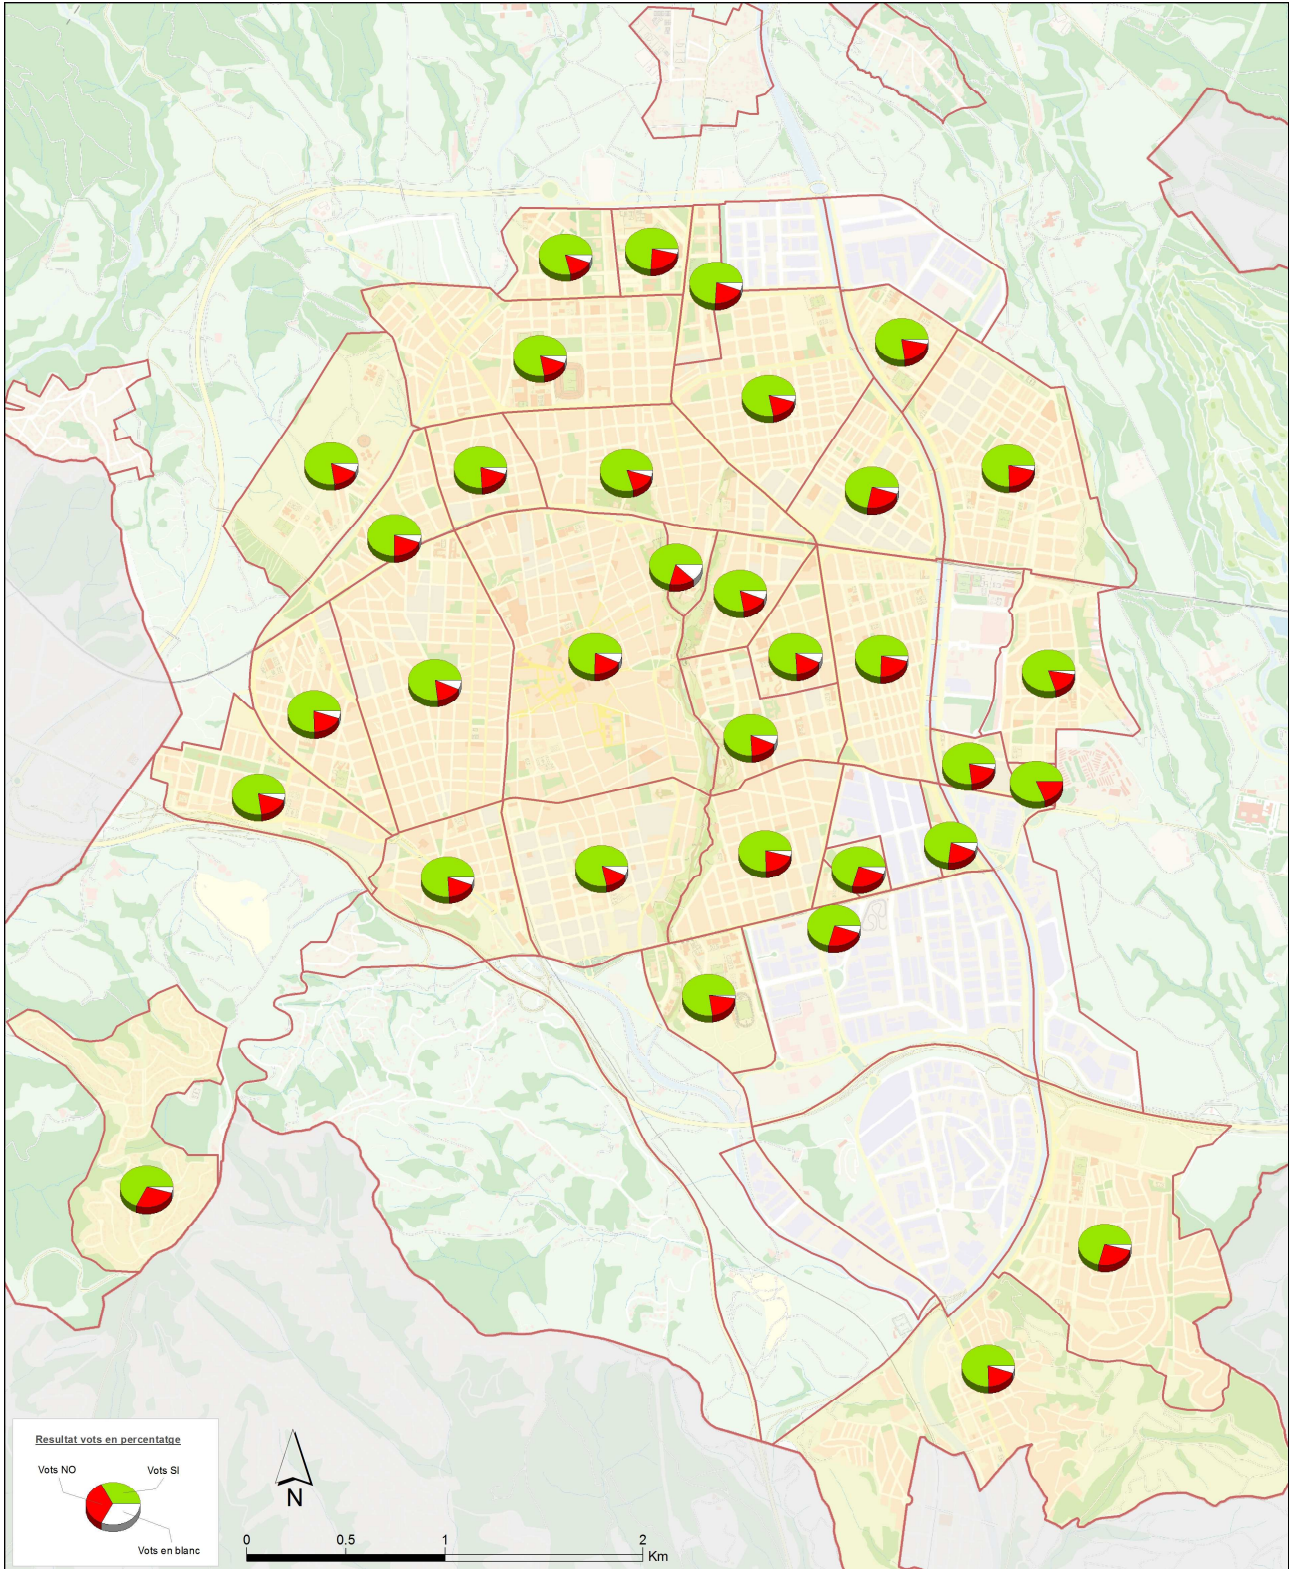 Resultat vots en percentatge
Vots NO
Vots SI
Vots en blanc
N
0 0.5 1 2
Km